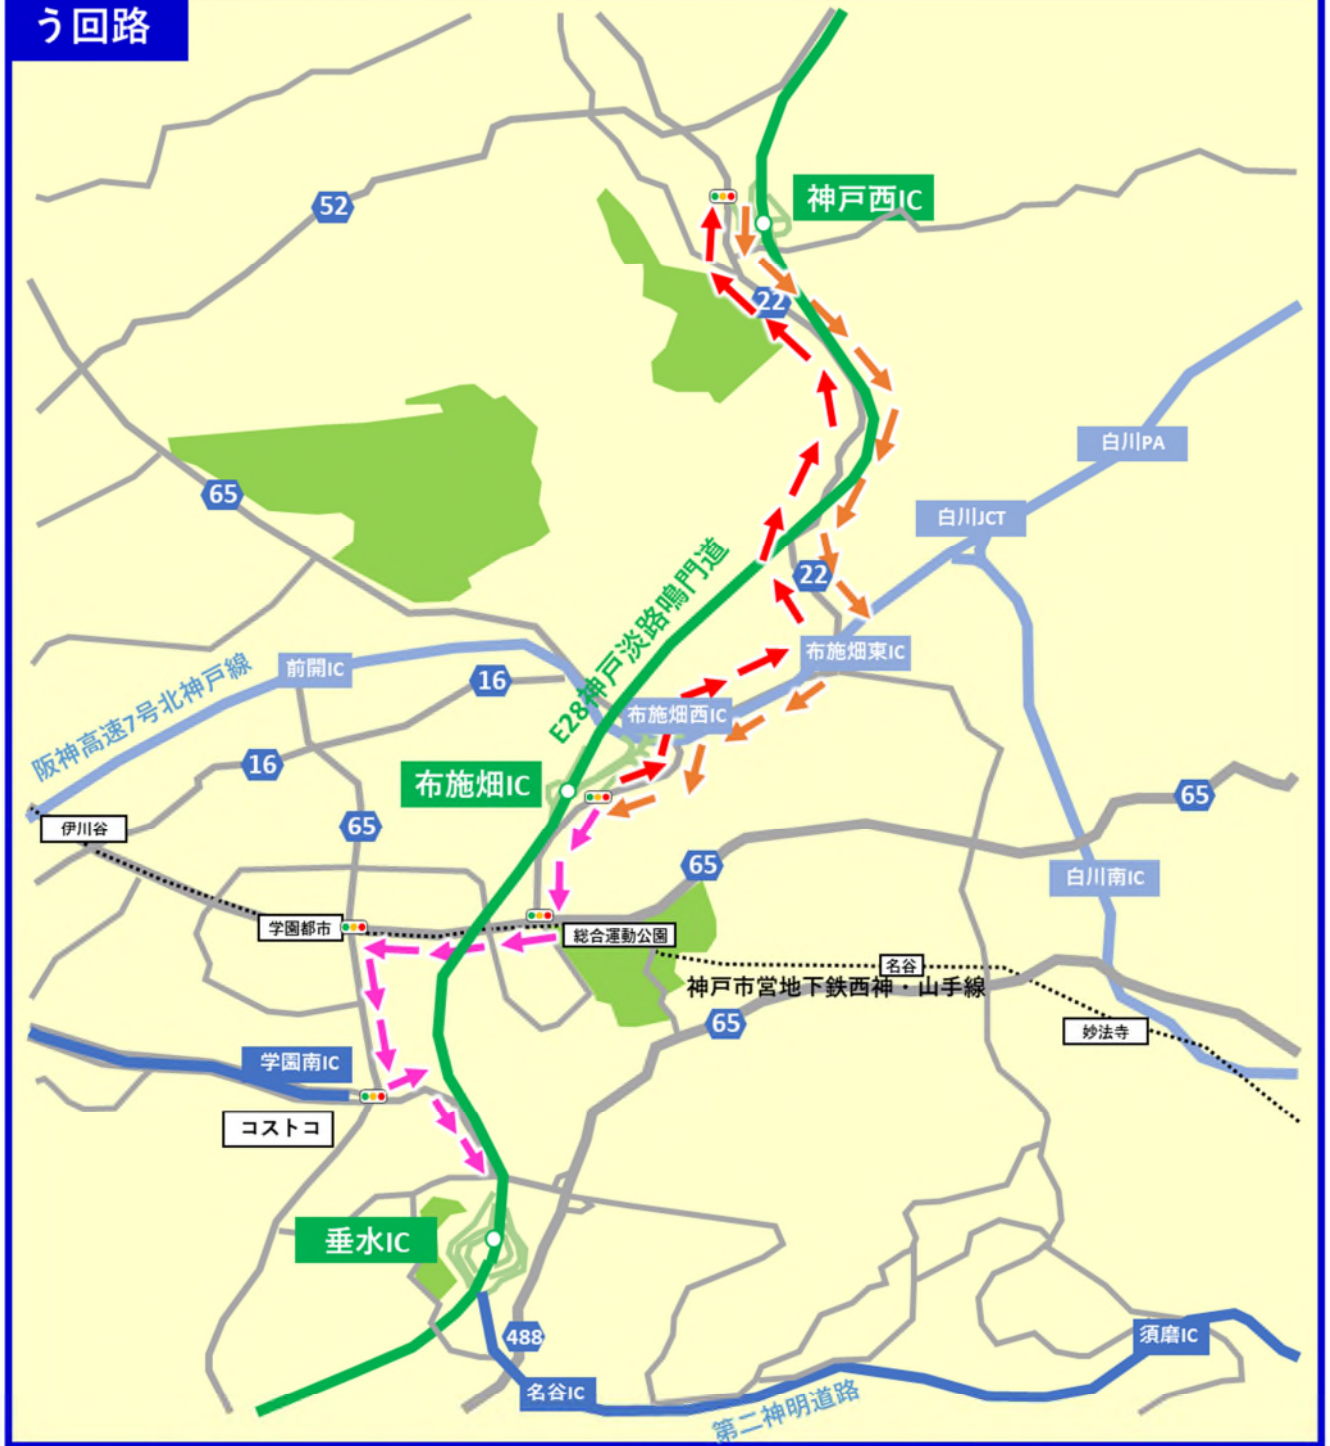 う回路
神戸西IC
52
22
白川PA
65
白川JCT
E28神戸淡路鳴門道
22
布施畑東IC
前開IC
16
布施畑西IC
阪神高速7号北神戸線
16
布施畑IC
65
伊川谷
65
65
白川南IC
学園都市
総合運動公園
名谷
神戸市営地下鉄西神・山手線
65
妙法寺
学園南IC
コストコ
垂水IC
488
須磨IC
名谷IC
第二神明道路